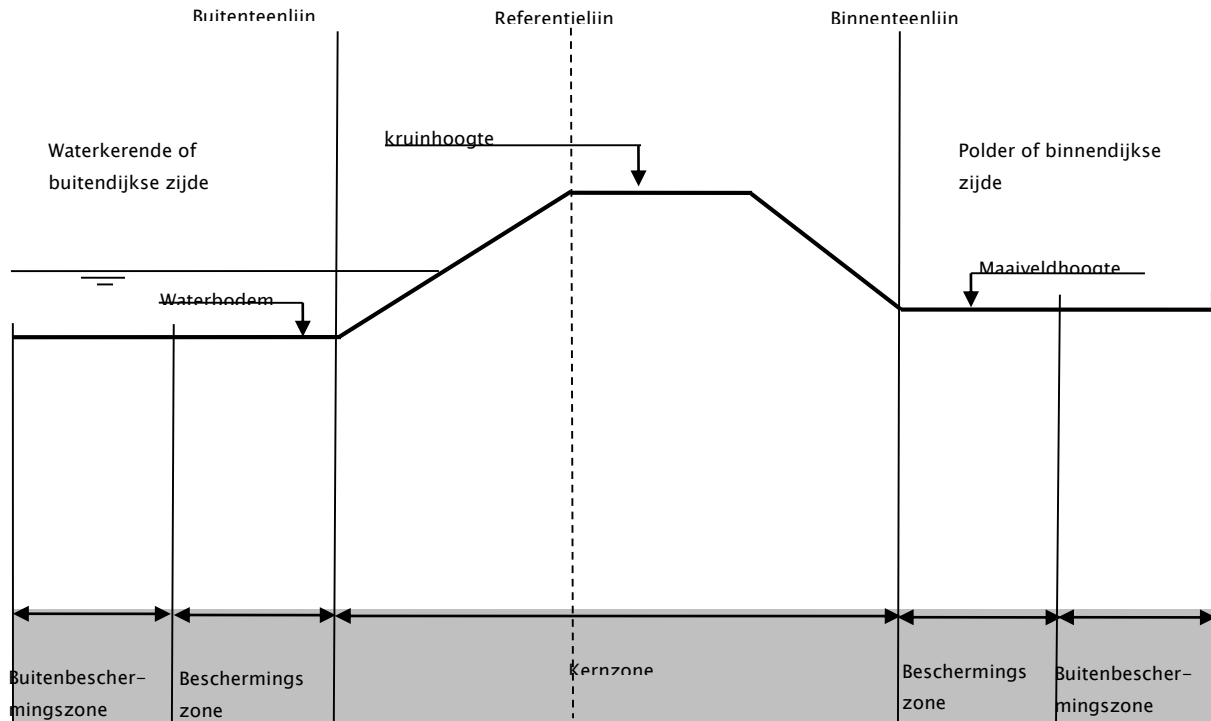 Buitenteenlijn
Referentielijn
Binnenteenlijn
kruinhoogte
Waterkerende of
buitendijkse zijde
Polder of binnendijkse
zijde
Maaiveldhoogte
Waterbodem
Buitenbescher-
mingszone
Beschermings
zone
Kernzone
Beschermings
zone
Buitenbescher-
mingszone